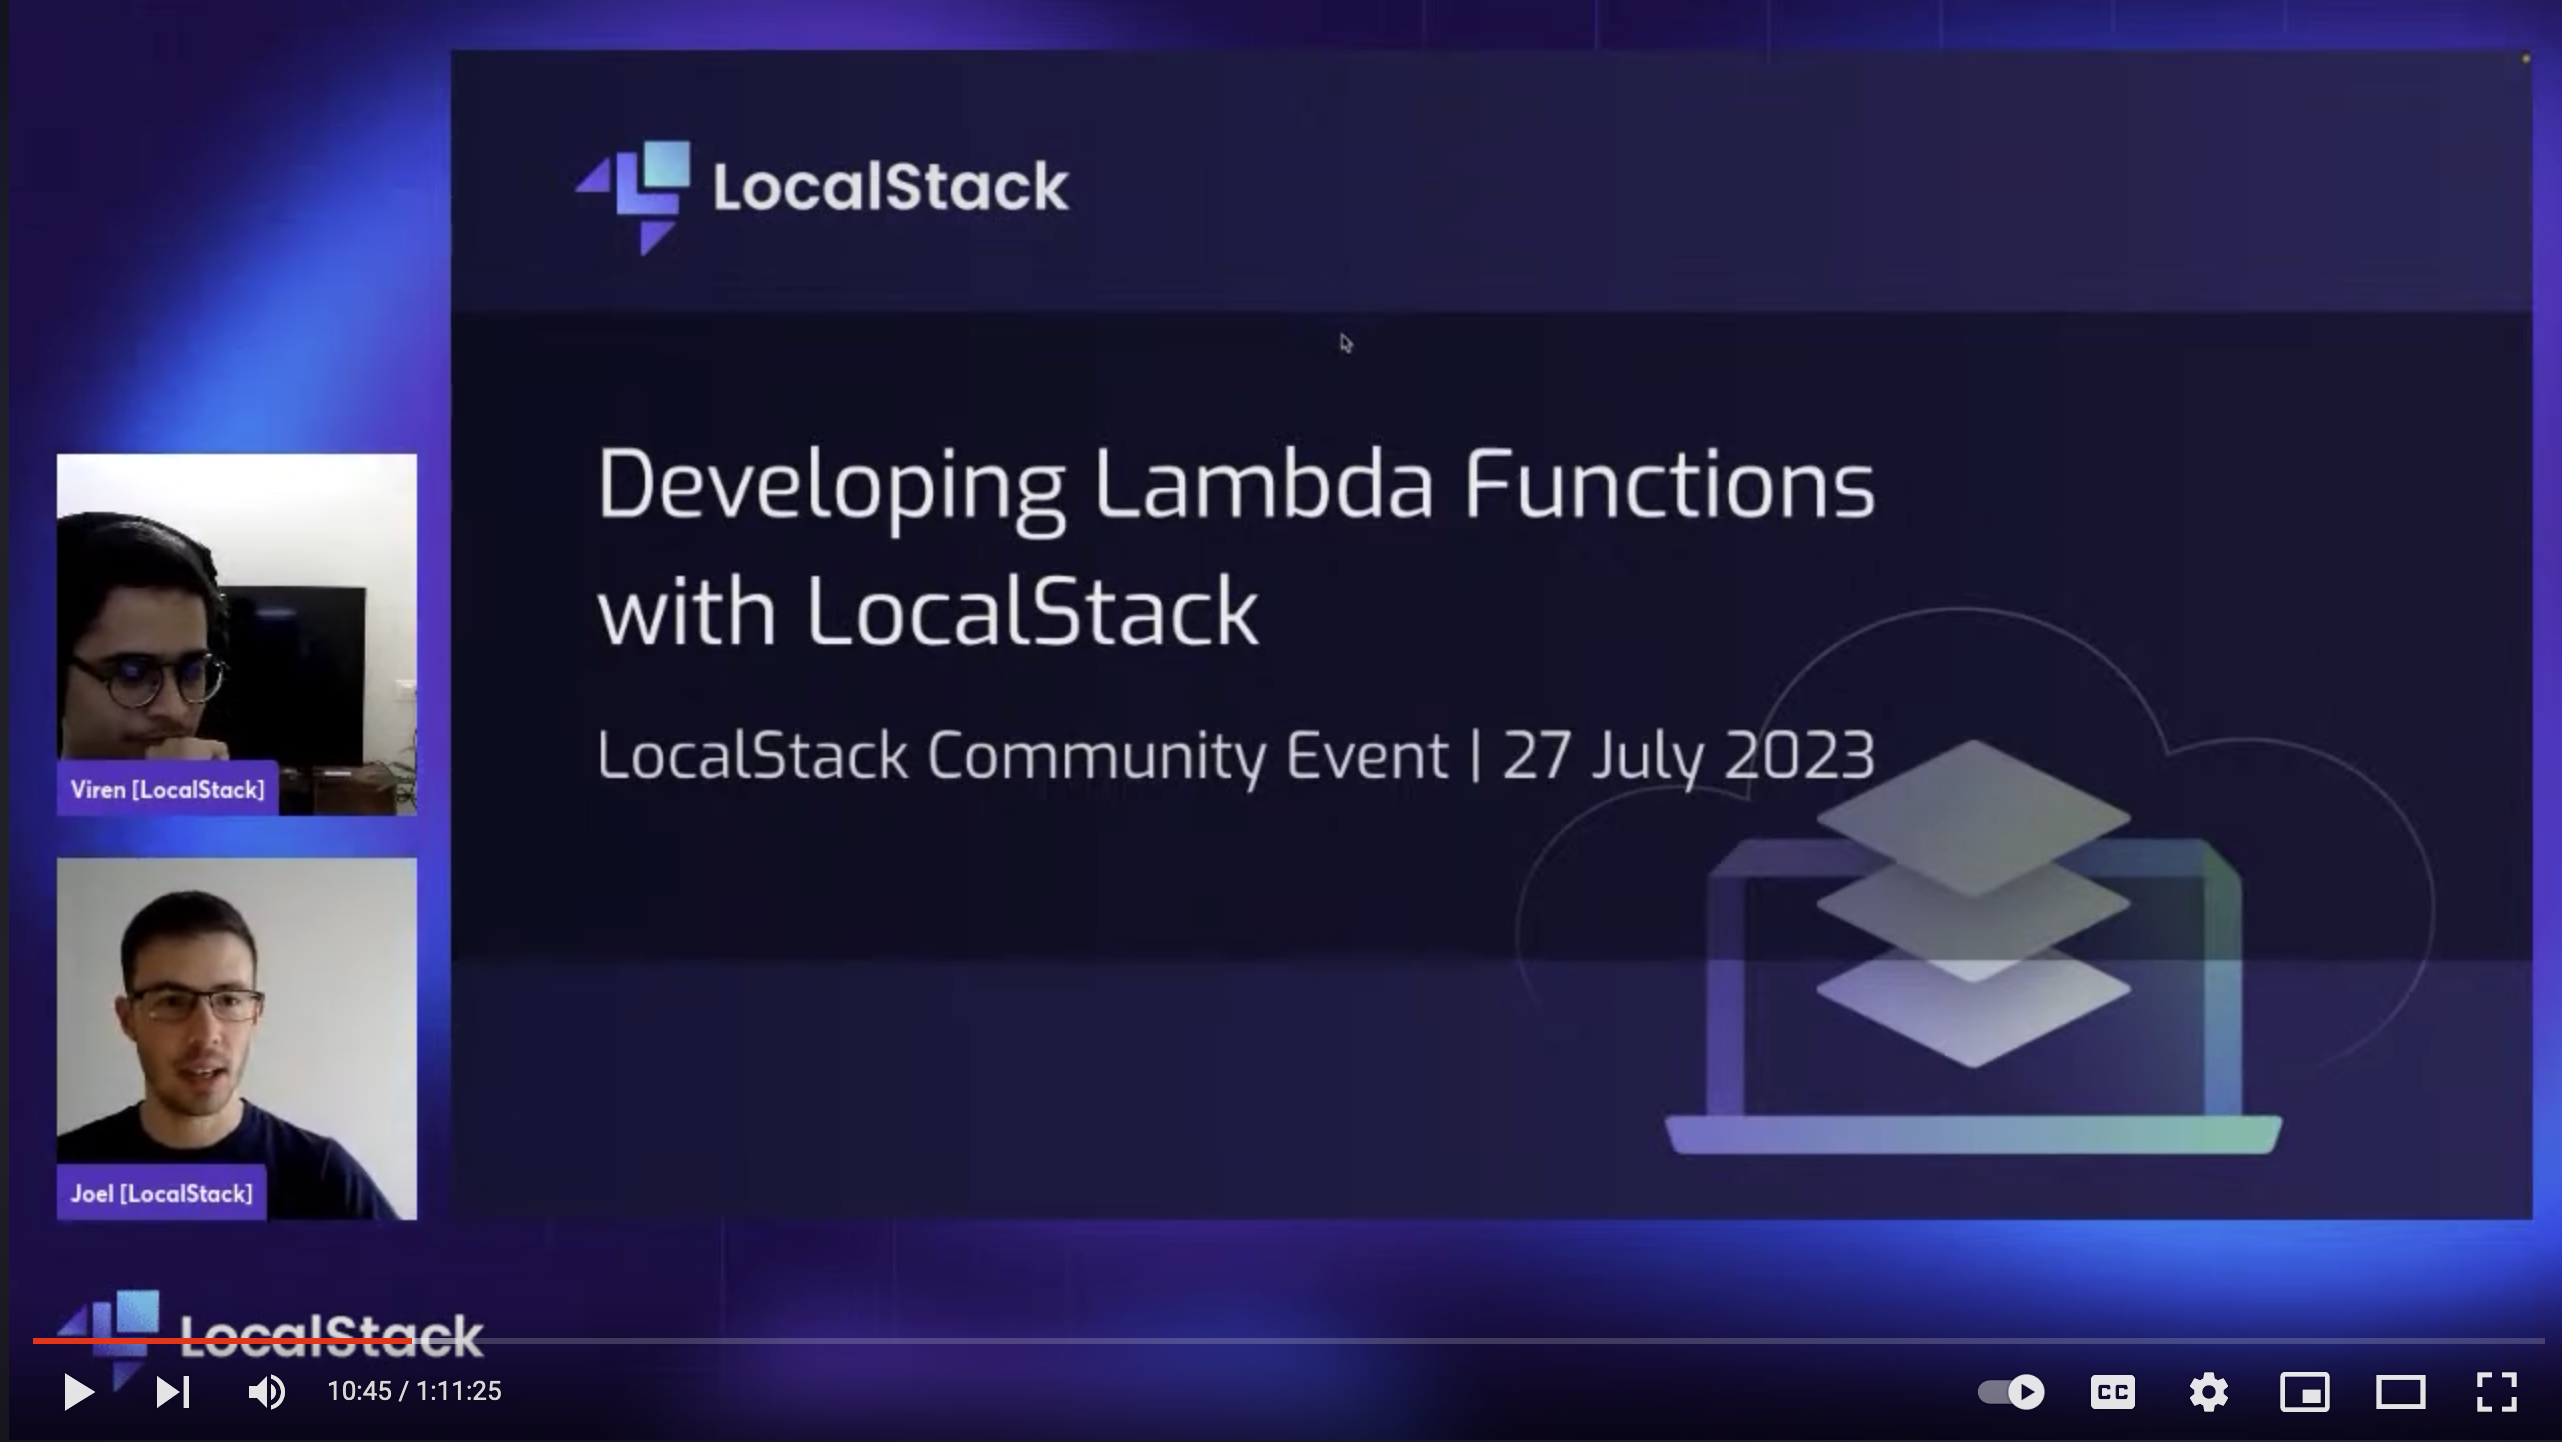 LocalStack
Developing Lambda Functions
with LocalStack
LocalStack Community Event | 27 July 2023
Viren [LocalStack]
Joel [LocalStack]
LocalStack
10:45 / 1:11:25
CC